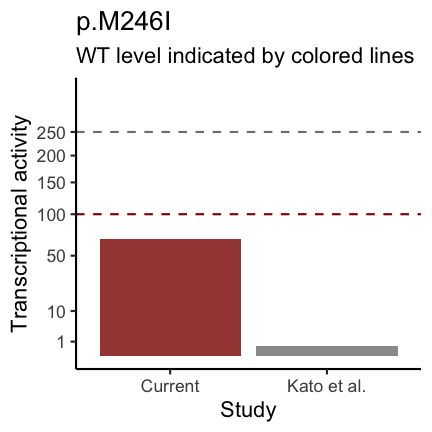 p.M246I
WT level indicated by colored lines
Transcriptional activity
250
200
150
100
50
10
1
Current
Kato et al.
Study